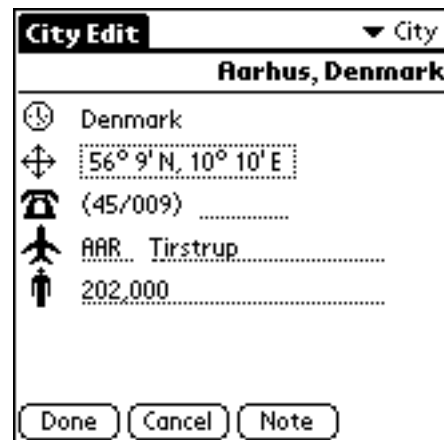 City Edit ▼ City
Aarhus, Denmark
Denmark
56° 9' N, 10° 10' E
(45/009)
AAR Tirstrup
202,000
Done Cancel Note